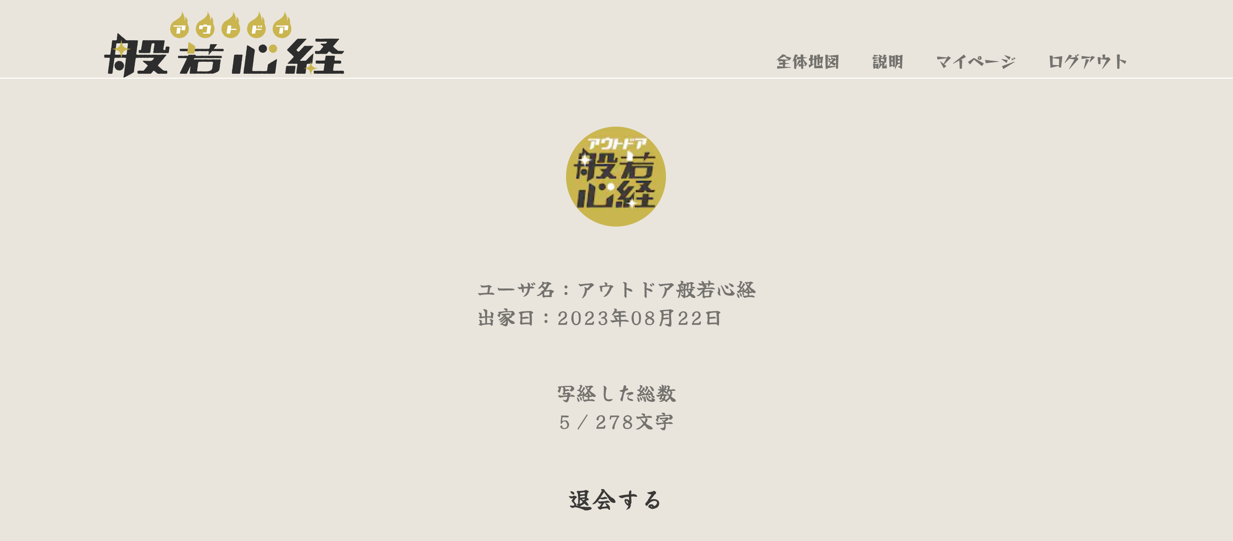 アウトドア
般若心経
全体地図 説明 マイページ ログアウト
アウトドア
般若
心経
ユーザ名：アウトドア般若心経
出家日：2023年08月22日
写経した総数
5 / 278文字
退会する